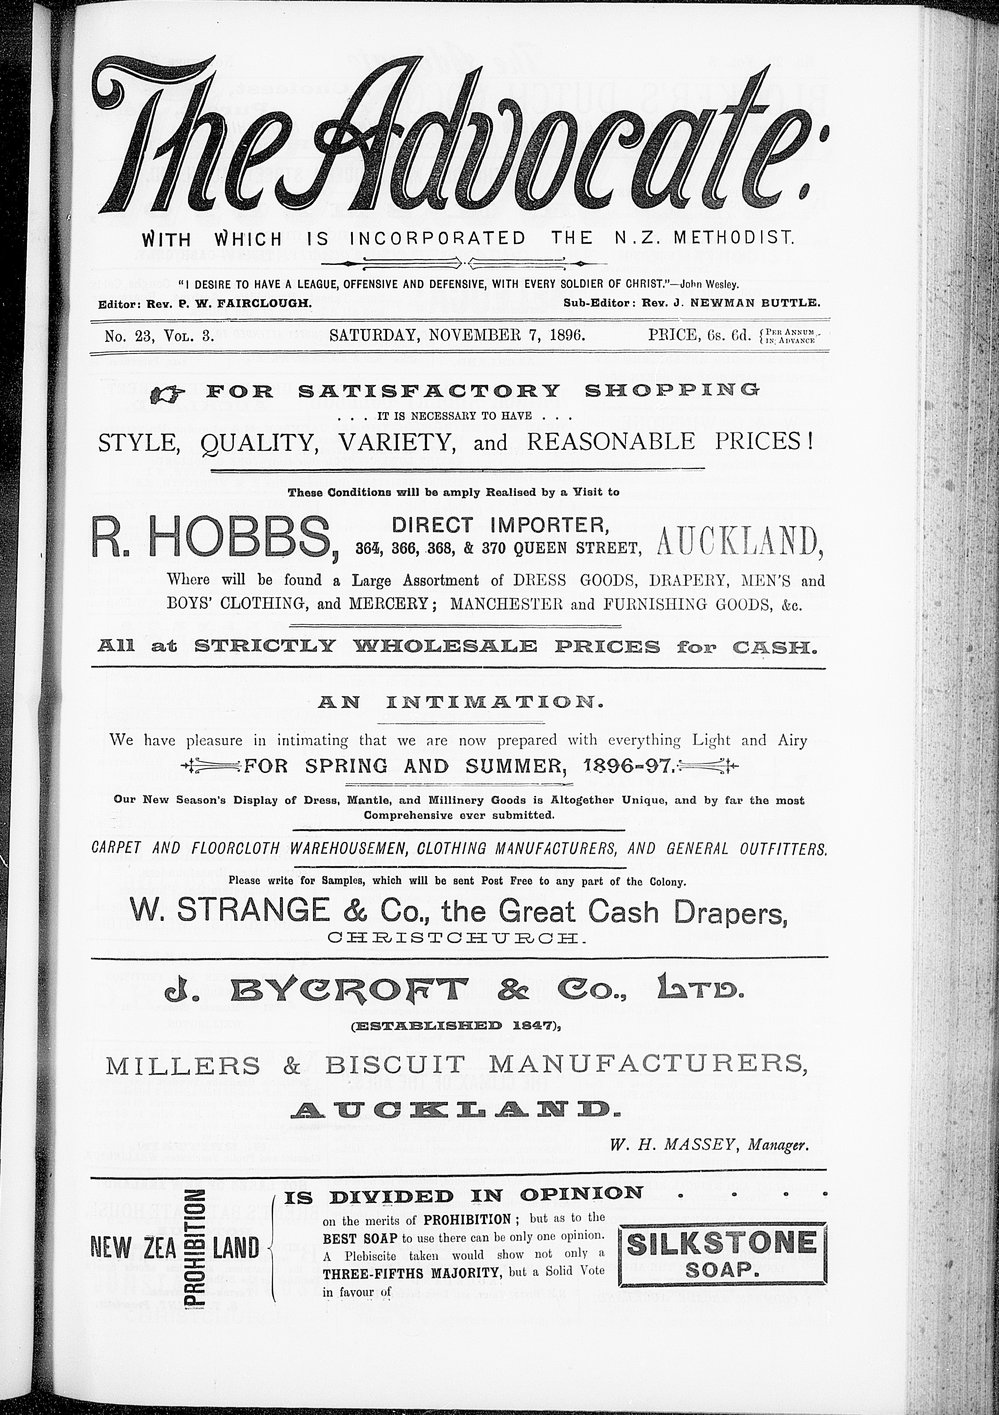 The Advocate:
WITH WHICH IS INCORPORATED THE N.Z. METHODIST.
"I DESIRE TO HAVE A LEAGUE, OFFENSIVE AND DEFENSIVE, WITH EVERY SOLDIER OF CHRIST."—John Wesley.
Editor: Rev. P. W. FAIRCLOUGH. Sub-Editor: Rev. J. NEWMAN BUTTLE.
No. 23, VOL. 3. SATURDAY, NOVEMBER 7, 1896. PRICE, 6s. 6d. {PER ANNUM IN ADVANCE
FOR SATISFACTORY SHOPPING
. . . IT IS NECESSARY TO HAVE . . .
STYLE, QUALITY, VARIETY, and REASONABLE PRICES!
These Conditions will be amply Realised by a Visit to
R. HOBBS, DIRECT IMPORTER, 364, 366, 368, & 370 QUEEN STREET, AUCKLAND,
Where will be found a Large Assortment of DRESS GOODS, DRAPERY, MEN'S and
BOYS' CLOTHING, and MERCERY; MANCHESTER and FURNISHING GOODS, &c.
All at STRICTLY WHOLESALE PRICES for CASH.
AN INTIMATION.
We have pleasure in intimating that we are now prepared with everything Light and Airy
FOR SPRING AND SUMMER, 1896-97.
Our New Season's Display of Dress, Mantle, and Millinery Goods is Altogether Unique, and by far the most
Comprehensive ever submitted.
CARPET AND FLOORCLOTH WAREHOUSEMEN, CLOTHING MANUFACTURERS, AND GENERAL OUTFITTERS.
Please write for Samples, which will be sent Post Free to any part of the Colony.
W. STRANGE & Co., the Great Cash Drapers,
CHRISTCHURCH.
J. BYCROFT & Co., LTD.
(ESTABLISHED 1847),
MILLERS & BISCUIT MANUFACTURERS,
AUCKLAND.
W. H. MASSEY, Manager.
NEW ZEALAND
PROHIBITION
IS DIVIDED IN OPINION . . . .
on the merits of PROHIBITION; but as to the
BEST SOAP to use there can be only one opinion.
A Plebiscite taken would show not only a
THREE-FIFTHS MAJORITY, but a Solid Vote
in favour of
SILKSTONE
SOAP.